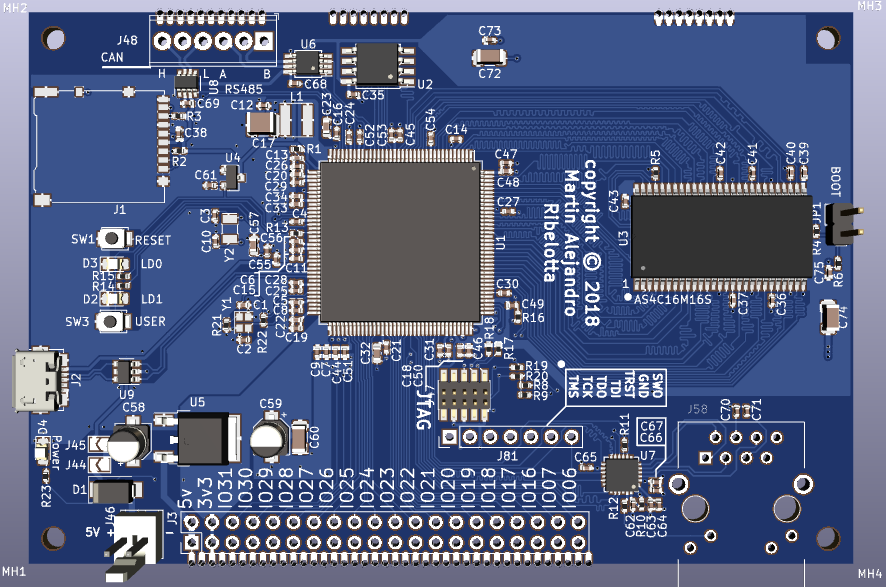 MH2
MH3
J48
CAN
H
L
A
B
RS485
U8
U6
C68
U2
C35
C73
C72
C69
R3
C38
R2
C12
L1
C17
C23
C16
C24
C52
C53
C45
C54
C14
J1
U4
C61
R1
C13
C26
C20
C29
C34
C33
C4
R13
C11
C47
C48
C27
U1
copyright © 2018
Martin Alejandro
Ribelotta
R5
C42
C41
C40
C39
C43
U3
1
AS4C16M16S
BOOT
JP1
R4
C75
R6
C74
C37
C36
SW1
RESET
D3
LD0
R15
R14
D2
LD1
SW3
USER
C3
C10
Y2
C57
C56
C55
C6
C15
C28
C25
C5
C8
C22
C19
Y1
C1
R21
R22
C2
C30
C49
R16
C9
C7
C44
C51
C32
C21
C18
C50
C31
C46
R18
R17
R19
R20
R8
R9
J2
U9
C58
U5
C59
C60
J45
J44
D4
Power
R23
D1
J46
5V +
-
J3
JTAG
J81
TMS
TCK
TDO
TDI
TRST
GND
SWO
R11
C67
C66
U7
C65
R12
C62
R10
C63
C64
J58
C70
C71
5v
3v3
IO31
IO30
IO29
IO28
IO27
IO26
IO25
IO24
IO23
IO22
IO21
IO20
IO19
IO18
IO17
IO16
IO07
IO06
MH1
MH4